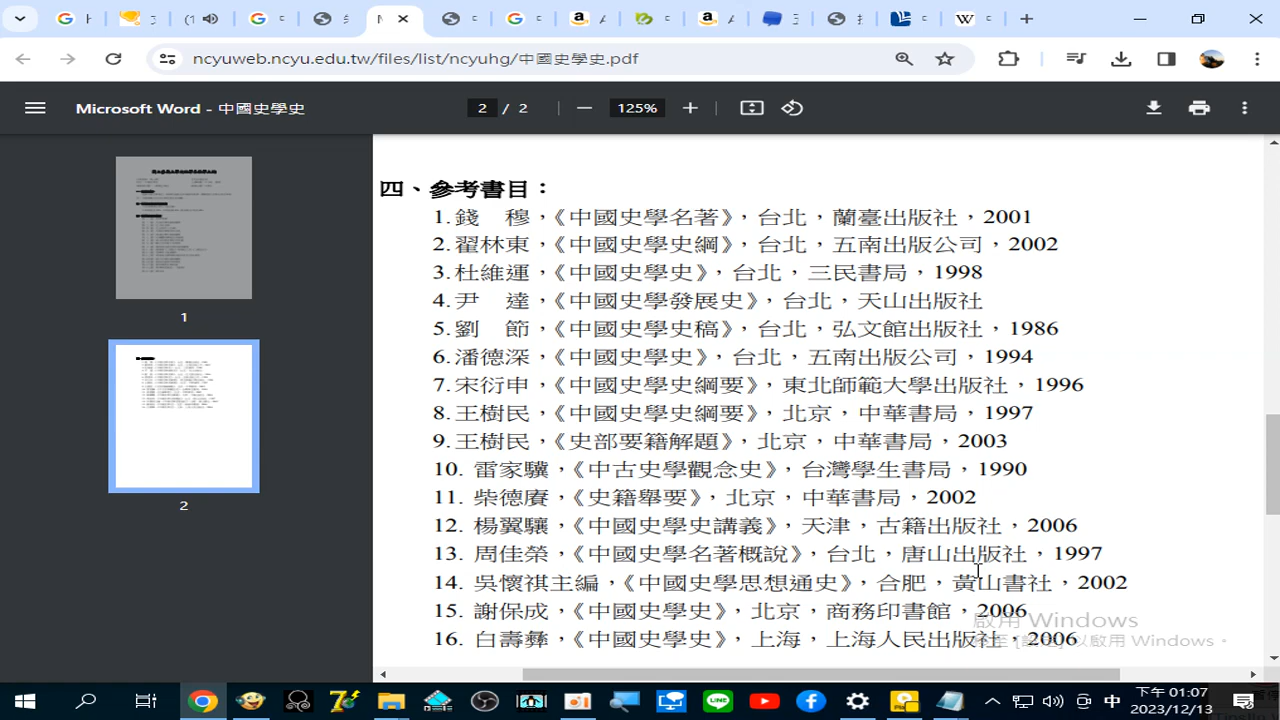 ncyuweb.ncyu.edu.tw/files/list/ncyuhg/中國史學史.pdf
Microsoft Word - 中國史學史
2 / 2
125%
1
2
四、參考書目：
1. 錢　穆，《中國史學名著》，台北，蘭臺出版社，2001
2. 翟林東，《中國史學史綱》，台北，五南出版公司，2002
3. 杜維運，《中國史學史》，台北，三民書局，1998
4. 尹　達，《中國史學發展史》，台北，天山出版社
5. 劉　節，《中國史學史稿》，台北，弘文館出版社，1986
6. 潘德深，《中國史學史》，台北，五南出版公司，1994
7. 宋衍申，《中國史學史綱要》，東北師範大學出版社，1996
8. 王樹民，《中國史學史綱要》，北京，中華書局，1997
9. 王樹民，《史部要籍解題》，北京，中華書局，2003
10. 雷家驥，《中古史學觀念史》，台灣學生書局，1990
11. 柴德賡，《史籍舉要》，北京，中華書局，2002
12. 楊翼驤，《中國史學史講義》，天津，古籍出版社，2006
13. 周佳榮，《中國史學名著概說》，台北，唐山出版社，1997
14. 吳懷祺主編，《中國史學思想通史》，合肥，黃山書社，2002
15. 謝保成，《中國史學史》，北京，商務印書館，2006
16. 白壽彝，《中國史學史》，上海，上海人民出版社，2006
啟用 Windows
以啟用 Windows。
中
下午 01:07
2023/12/13